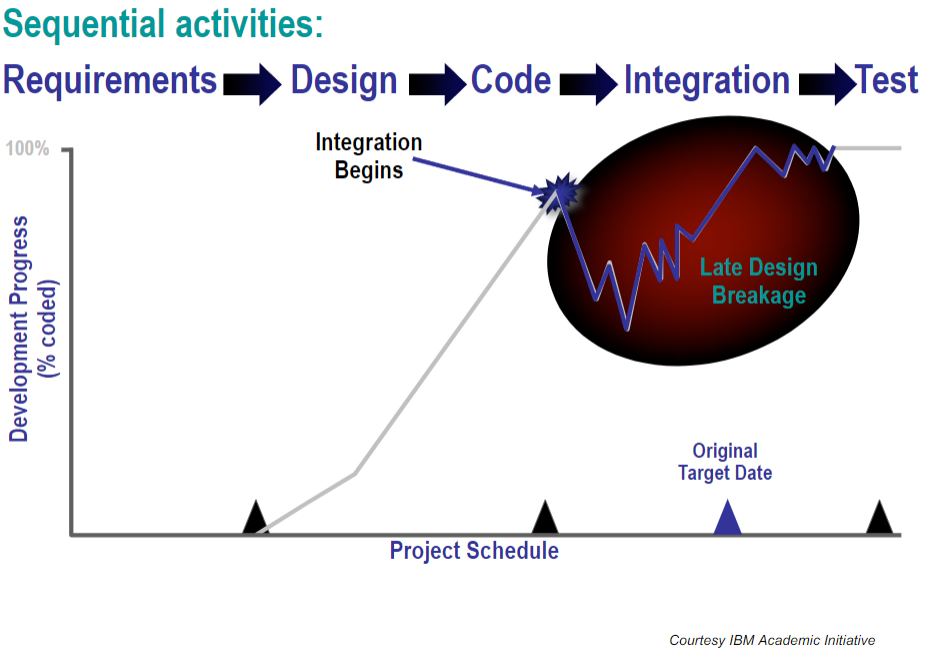 Sequential activities:
Requirements Design Code Integration Test
100%
Integration
Begins
Development Progress
(% coded)
Late Design
Breakage
Original
Target Date
Project Schedule
Courtesy IBM Academic Initiative